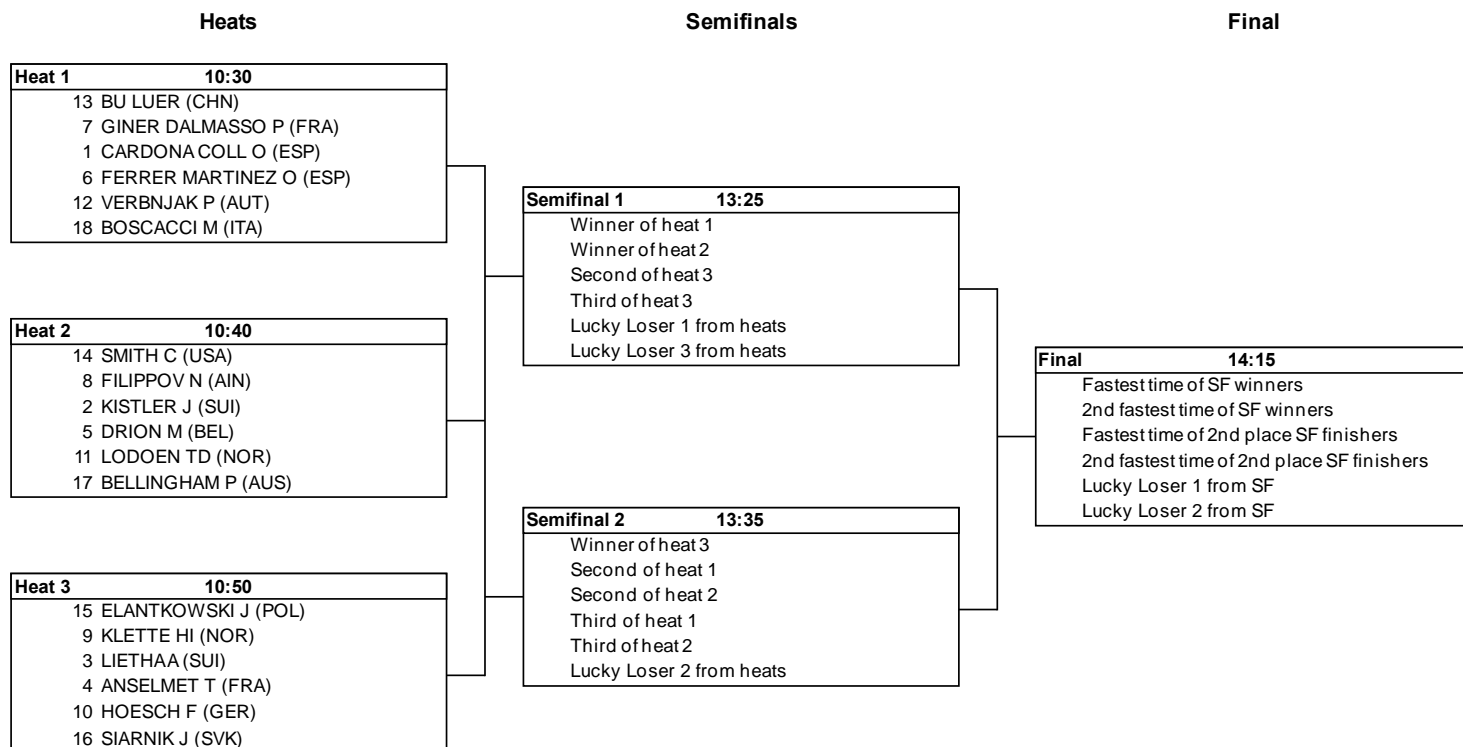 Heats Semifinals Final
Heat 1 10:30
13 BU LUER (CHN)
7 GINER DALMASSO P (FRA)
1 CARDONA COLL O (ESP)
6 FERRER MARTINEZ O (ESP)
12 VERBNJAK P (AUT)
18 BOSCACCI M (ITA)
Heat 2 10:40
14 SMITH C (USA)
8 FILIPPOV N (AIN)
2 KISTLER J (SUI)
5 DRION M (BEL)
11 LODOEN TD (NOR)
17 BELLINGHAM P (AUS)
Heat 3 10:50
15 ELANTKOWSKI J (POL)
9 KLETTE HI (NOR)
3 LIETHA A (SUI)
4 ANSELMET T (FRA)
10 HOESCH F (GER)
16 SIARNIK J (SVK)
Semifinal 1 13:25
Winner of heat 1
Winner of heat 2
Second of heat 3
Third of heat 3
Lucky Loser 1 from heats
Lucky Loser 3 from heats
Semifinal 2 13:35
Winner of heat 3
Second of heat 1
Second of heat 2
Third of heat 1
Third of heat 2
Lucky Loser 2 from heats
Final 14:15
Fastest time of SF winners
2nd fastest time of SF winners
Fastest time of 2nd place SF finishers
2nd fastest time of 2nd place SF finishers
Lucky Loser 1 from SF
Lucky Loser 2 from SF